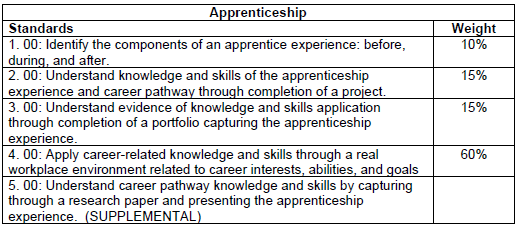 Apprenticeship
Standards Weight
1. 00: Identify the components of an apprentice experience: before, 10%
during, and after.
2. 00: Understand knowledge and skills of the apprenticeship 15%
experience and career pathway through completion of a project.
3. 00: Understand evidence of knowledge and skills application 15%
through completion of a portfolio capturing the apprenticeship
experience.
4. 00: Apply career-related knowledge and skills through a real 60%
workplace environment related to career interests, abilities, and goals
5. 00: Understand career pathway knowledge and skills by capturing
through a research paper and presenting the apprenticeship
experience. (SUPPLEMENTAL)